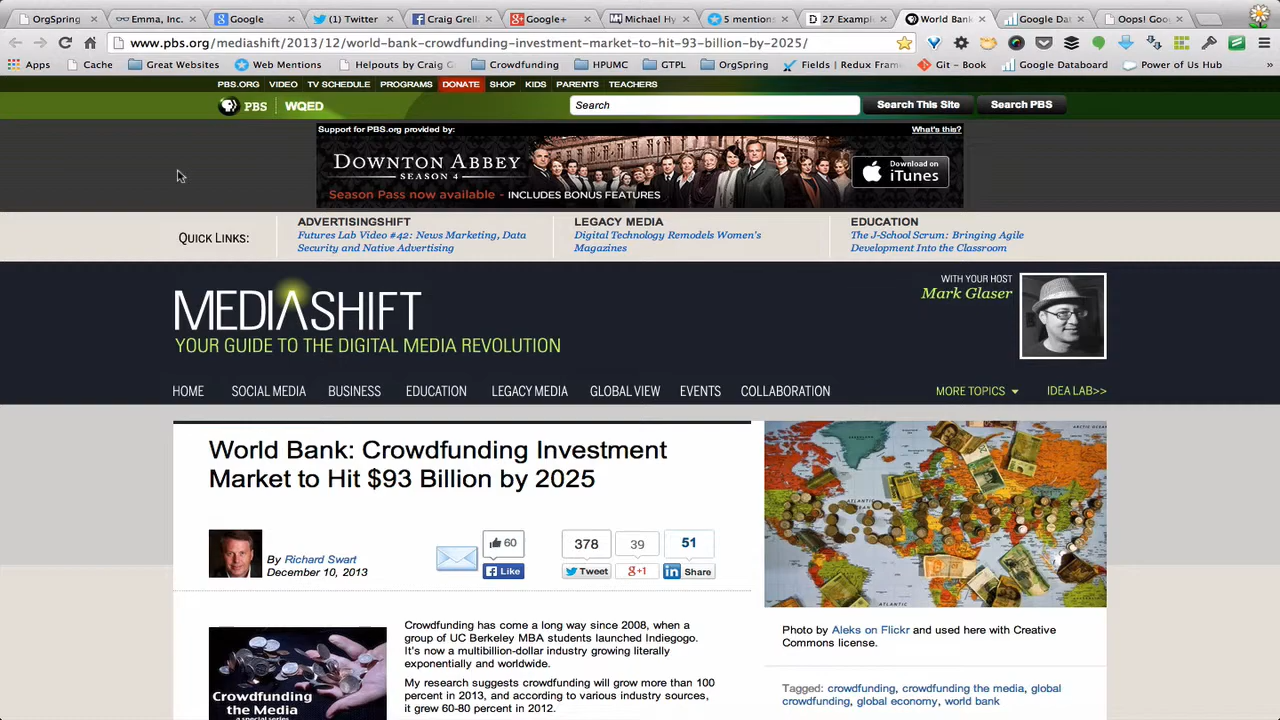 OrgSpring
Emma, Inc.
Google
(1) Twitter
Craig Grell
Google+
Michael Hy
5 mentions
27 Exampl
World Bank
Google Dat
Oops! Goo
www.pbs.org/mediashift/2013/12/world-bank-crowdfunding-investment-market-to-hit-93-billion-by-2025/
Apps Cache Great Websites Web Mentions Helpouts by Craig G Crowdfunding HPUMC GTPL OrgSpring Fields | Redux Fram Git - Book Google Databoard Power of Us Hub »
PBS.ORG VIDEO TV SCHEDULE PROGRAMS DONATE SHOP KIDS PARENTS TEACHERS
PBS WQED Search Search This Site Search PBS
Support for PBS.org provided by: What's this?
DOWNTON ABBEY
SEASON 4
Season Pass now available - INCLUDES BONUS FEATURES
Download on
iTunes
QUICK LINKS:
ADVERTISINGSHIFT
Futures Lab Video #42: News Marketing, Data
Security and Native Advertising
LEGACY MEDIA
Digital Technology Remodels Women's
Magazines
EDUCATION
The J-School Scrum: Bringing Agile
Development Into the Classroom
MEDIASHIFT
YOUR GUIDE TO THE DIGITAL MEDIA REVOLUTION
WITH YOUR HOST
Mark Glaser
HOME SOCIAL MEDIA BUSINESS EDUCATION LEGACY MEDIA GLOBAL VIEW EVENTS COLLABORATION MORE TOPICS IDEA LAB>>
World Bank: Crowdfunding Investment
Market to Hit $93 Billion by 2025
By Richard Swart
December 10, 2013
60
Like
378
Tweet
39
g+1
51
in Share
Crowdfunding
the Media
a special series
Crowdfunding has come a long way since 2008, when a
group of UC Berkeley MBA students launched Indiegogo.
It's now a multibillion-dollar industry growing literally
exponentially and worldwide.
My research suggests crowdfunding will grow more than 100
percent in 2013, and according to various industry sources,
it grew 60-80 percent in 2012.
ARCTIC OCEAN
ATLANTIC
Photo by Aleks on Flickr and used here with Creative
Commons license.
Tagged: crowdfunding, crowdfunding the media, global
crowdfunding, global economy, world bank